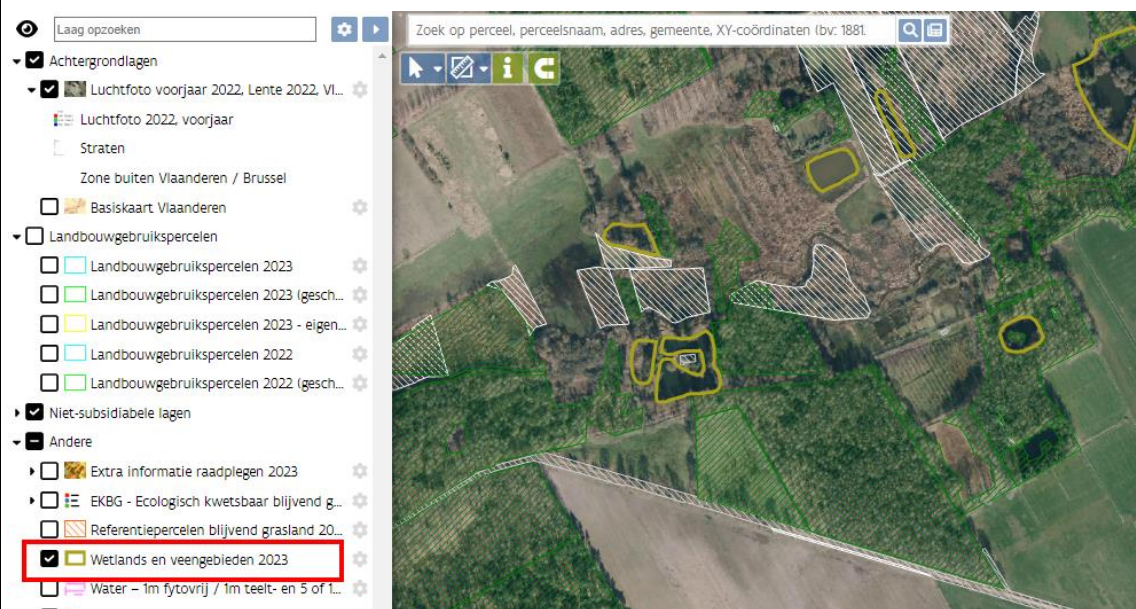 Laag opzoeken
Zoek op perceel, perceelsnaam, adres, gemeente, XY-coördinaten (bv: 1881
Achtergrondlagen
Luchtfoto voorjaar 2022, Lente 2022, Vl...
Luchtfoto 2022, voorjaar
Straten
Zone buiten Vlaanderen / Brussel
Basiskaart Vlaanderen
Landbouwgebruikspercelen
Landbouwgebruikspercelen 2023
Landbouwgebruikspercelen 2023 (gesch...
Landbouwgebruikspercelen 2023 - eigen...
Landbouwgebruikspercelen 2022
Landbouwgebruikspercelen 2022 (gesch...
Niet-subsidiabele lagen
Andere
Extra informatie raadplegen 2023
EKBG - Ecologisch kwetsbaar blijvend g...
Referentiepercelen blijvend grasland 20...
Wetlands en veengebieden 2023
Water – 1m fytovrij / 1m teelt- en 5 of 1...